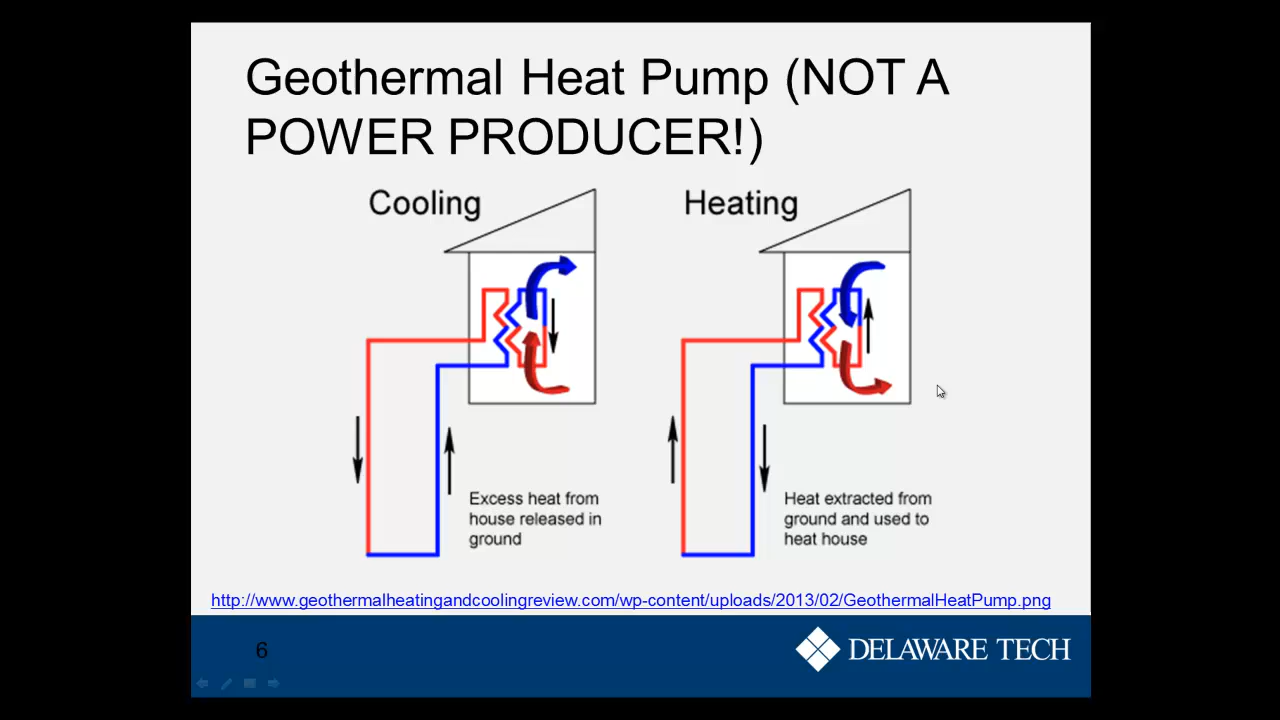 Geothermal Heat Pump (NOT A
POWER PRODUCER!)
Cooling
Heating
Excess heat from
house released in
ground
Heat extracted from
ground and used to
heat house
http://www.geothermalheatingandcoolingreview.com/wp-content/uploads/2013/02/GeothermalHeatPump.png
6
DELAWARE TECH